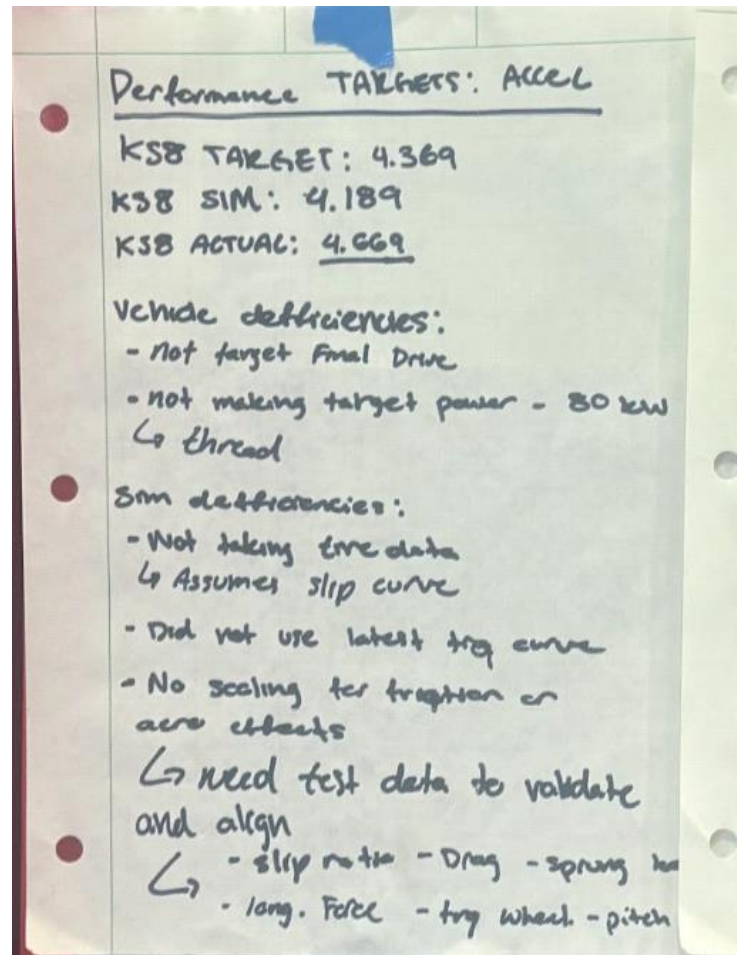 Performance TARGETS: ACCEL
KS8 TARGET: 4.369
KS8 SIM: 4.189
KS8 ACTUAL: 4.669
Vehicle defficiencies:
- not target Final Drive
- not making target power - 80 kW
↳ thread
Sim defficiencies:
- Not taking tire data
↳ Assumes slip curve
- Did not use latest trq curve
- No scaling for friction or
aero effects
↳ need test data to validate
and align
↳ - slip ratio - Drag - sprung
- long. Force - trq wheel - pitch